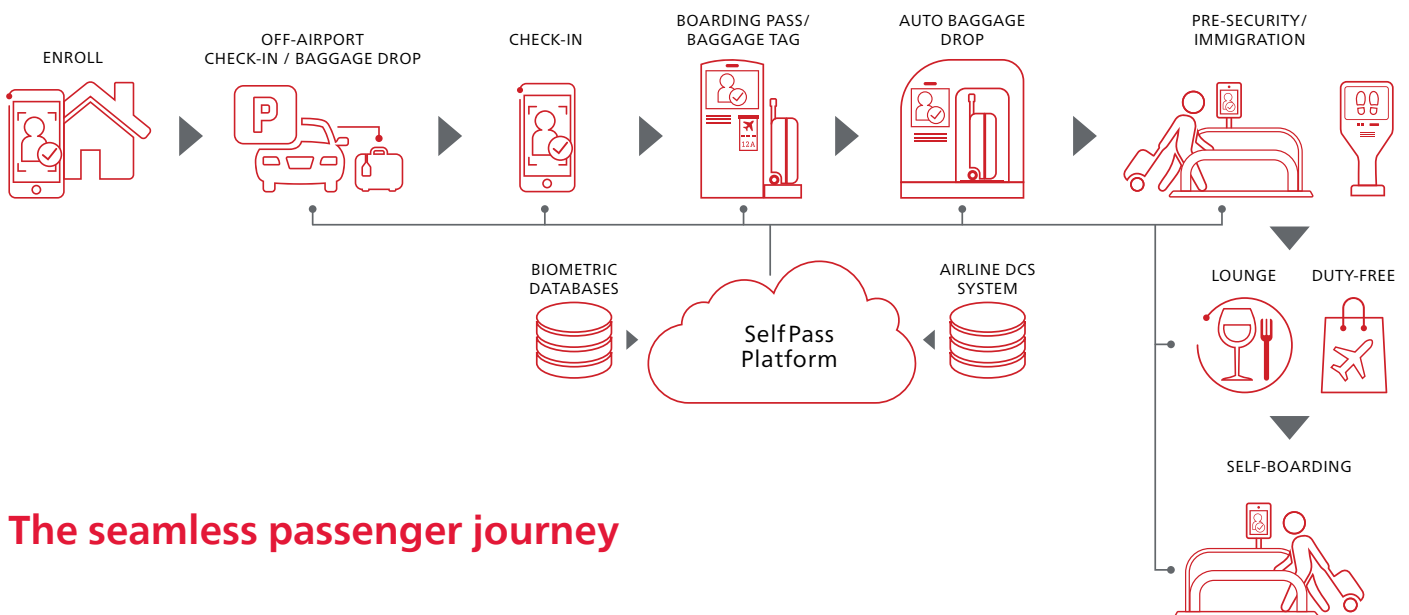 ENROLL
OFF-AIRPORT
CHECK-IN / BAGGAGE DROP
P
CHECK-IN
BOARDING PASS/
BAGGAGE TAG
12A
AUTO BAGGAGE
DROP
PRE-SECURITY/
IMMIGRATION
BIOMETRIC
DATABASES
SelfPass
Platform
AIRLINE DCS
SYSTEM
LOUNGE
DUTY-FREE
SELF-BOARDING
The seamless passenger journey